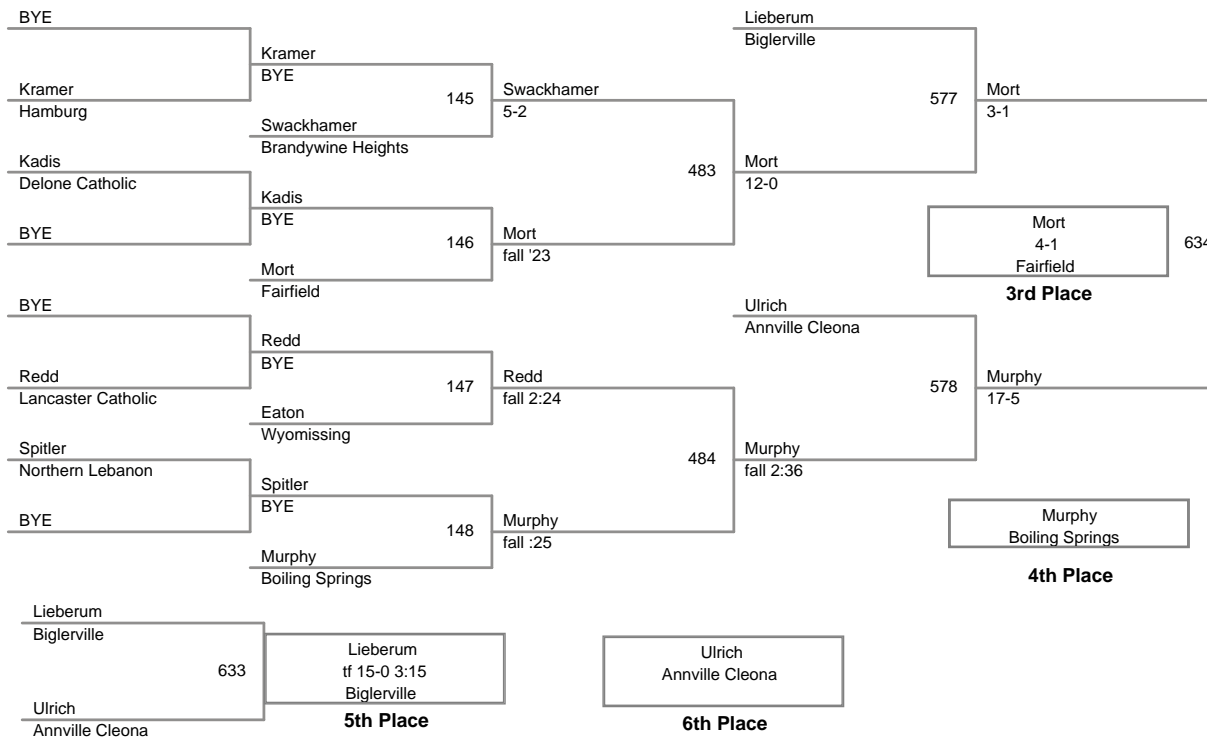 BYE
Kramer
Hamburg
Kadis
Delone Catholic
BYE
BYE
Redd
Lancaster Catholic
Spitler
Northern Lebanon
BYE
Kramer
BYE
145
Swackhamer
Brandywine Heights
Kadis
BYE
146
Mort
Fairfield
Redd
BYE
147
Eaton
Wyomissing
Spitler
BYE
148
Murphy
Boiling Springs
Swackhamer
5-2
483
Mort
fall '23
Redd
fall 2:24
484
Murphy
fall :25
Lieberum
Biglerville
577
Mort
12-0
Ulrich
Annville Cleona
578
Murphy
fall 2:36
Mort
3-1
Mort
4-1
Fairfield
634
3rd Place
Murphy
17-5
Murphy
Boiling Springs
4th Place
Lieberum
Biglerville
633
Ulrich
Annville Cleona
Lieberum
tf 15-0 3:15
Biglerville
5th Place
Ulrich
Annville Cleona
6th Place